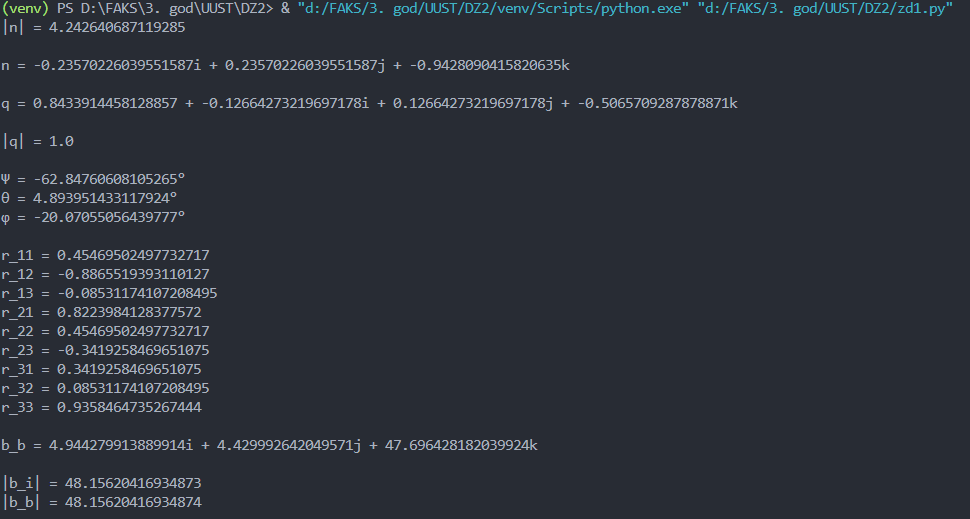 (venv) PS D:\FAKS\3. god\UUST\DZ2> & "d:/FAKS/3. god/UUST/DZ2/venv/Scripts/python.exe" "d:/FAKS/3. god/UUST/DZ2/zd1.py"
|n| = 4.242640687119285
n = -0.23570226039551587i + 0.23570226039551587j + -0.9428090415820635k
q = 0.8433914458128857 + -0.12664273219697178i + 0.12664273219697178j + -0.5065709287878871k
|q| = 1.0
Ψ = -62.84760608105265°
θ = 4.893951433117924°
φ = -20.07055056439777°
r_11 = 0.45469502497732717
r_12 = -0.8865519393110127
r_13 = -0.08531174107208495
r_21 = 0.8223984128377572
r_22 = 0.45469502497732717
r_23 = -0.3419258469651075
r_31 = 0.3419258469651075
r_32 = 0.08531174107208495
r_33 = 0.9358464735267444
b_b = 4.944279913889914i + 4.429992642049571j + 47.696428182039924k
|b_i| = 48.15620416934873
|b_b| = 48.15620416934874